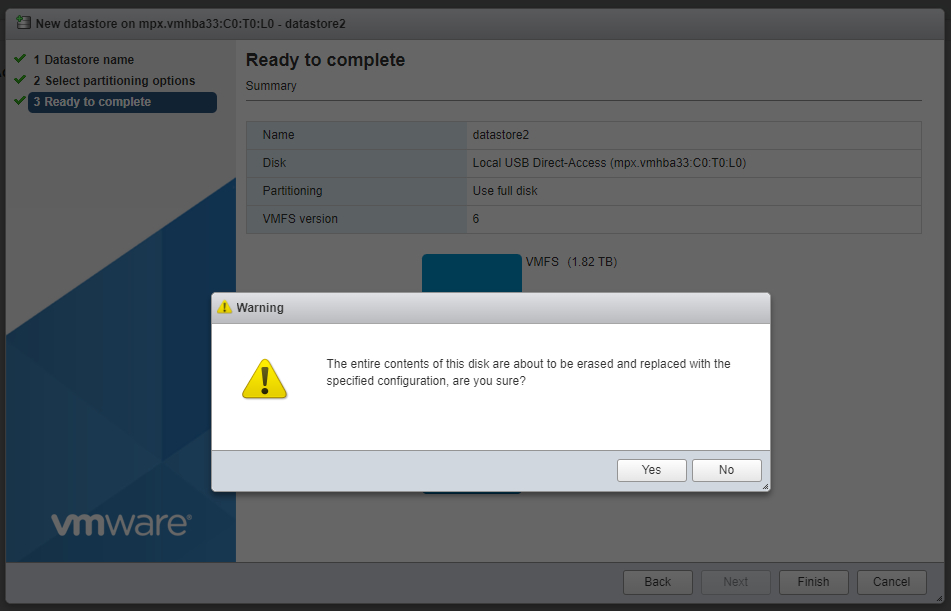 New datastore on mpx.vmhba33:C0:T0:L0 - datastore2
1 Datastore name
2 Select partitioning options
3 Ready to complete
Ready to complete
Summary
Name datastore2
Disk Local USB Direct-Access (mpx.vmhba33:C0:T0:L0)
Partitioning Use full disk
VMFS version 6
VMFS (1.82 TB)
Warning
The entire contents of this disk are about to be erased and replaced with the
specified configuration, are you sure?
Yes No
vmware®
Back Next Finish Cancel